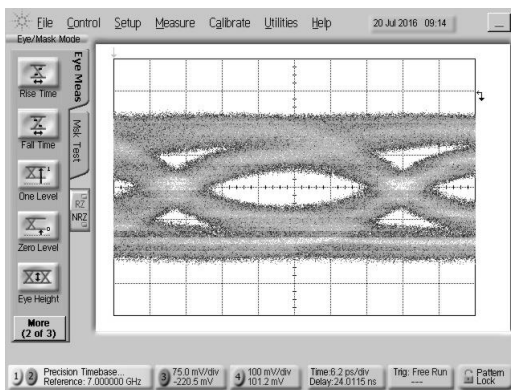 File Control Setup Measure Calibrate Utilities Help 20 Jul 2016 09:14
Eye/Mask Mode
Eye Meas
Msk Test
RZ
NRZ
Rise Time
Fall Time
One Level
Zero Level
Eye Height
More
(2 of 3)
1 2 Precision Timebase...
Reference: 7.000000 GHz
3 75.0 mV/div
-220.5 mV
4 100 mV/div
101.2 mV
Time:6.2 ps/div
Delay:24.0115 ns
Trig: Free Run
---
Pattern
Lock